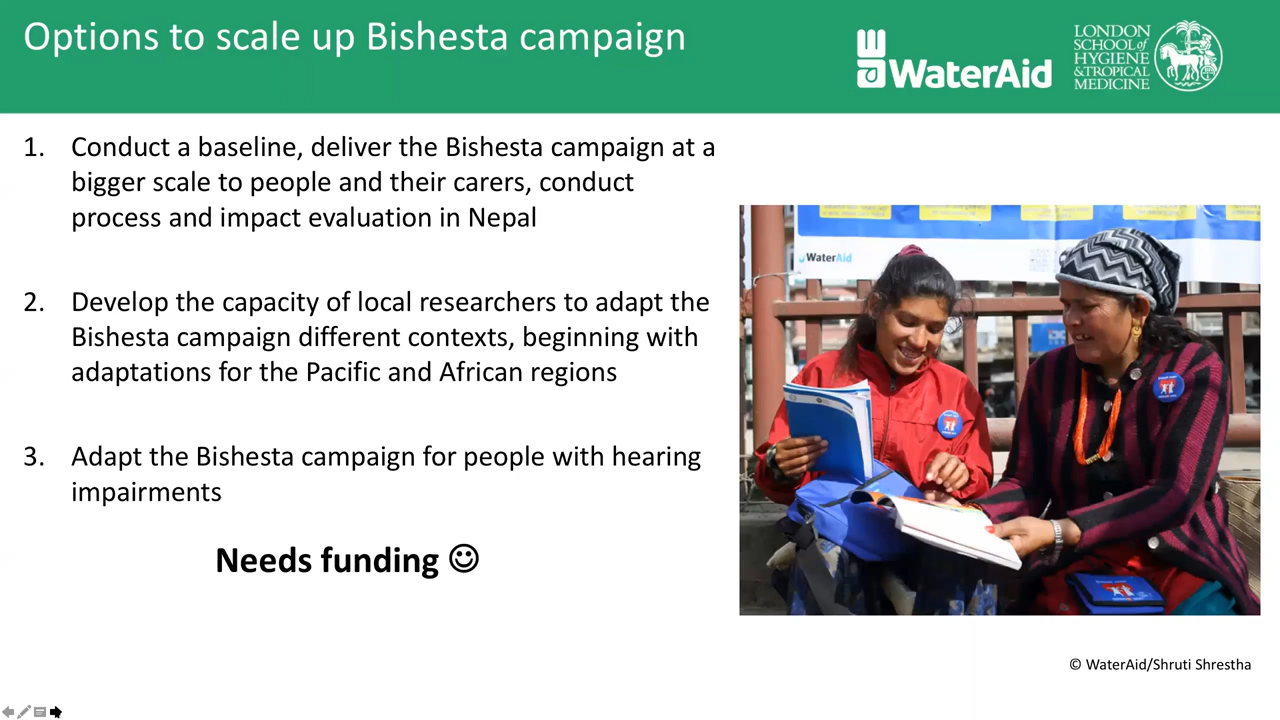 Options to scale up Bishesta campaign
WaterAid
LONDON
SCHOOL of
HYGIENE
& TROPICAL
MEDICINE
1. Conduct a baseline, deliver the Bishesta campaign at a
bigger scale to people and their carers, conduct
process and impact evaluation in Nepal
2. Develop the capacity of local researchers to adapt the
Bishesta campaign different contexts, beginning with
adaptations for the Pacific and African regions
3. Adapt the Bishesta campaign for people with hearing
impairments
Needs funding ☺
WaterAid
© WaterAid/Shruti Shrestha